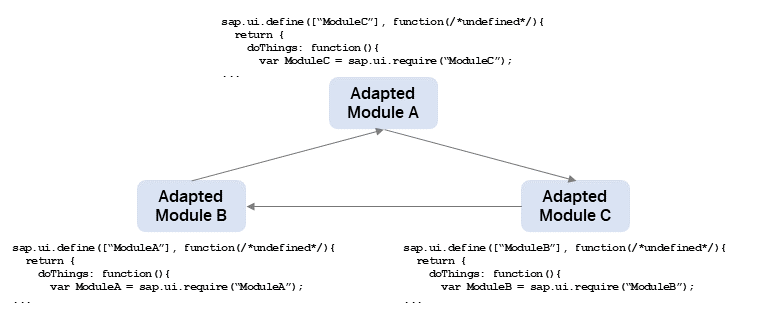 sap.ui.define([“ModuleC”], function(/*undefined*/){
return {
doThings: function(){
var ModuleC = sap.ui.require(“ModuleC”);
...
Adapted
Module A
Adapted
Module B
Adapted
Module C
sap.ui.define([“ModuleA”], function(/*undefined*/){
return {
doThings: function(){
var ModuleA = sap.ui.require(“ModuleA”);
...
sap.ui.define([“ModuleB”], function(/*undefined*/){
return {
doThings: function(){
var ModuleB = sap.ui.require(“ModuleB”);
...